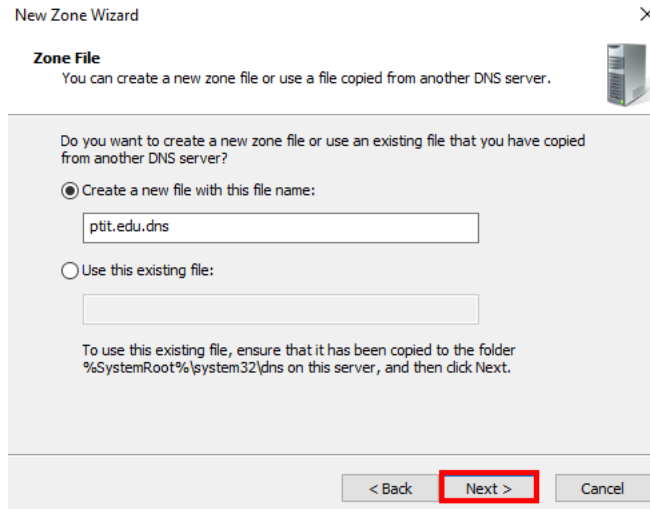 New Zone Wizard
Zone File
You can create a new zone file or use a file copied from another DNS server.
Do you want to create a new zone file or use an existing file that you have copied
from another DNS server?
Create a new file with this file name:
ptit.edu.dns
Use this existing file:
To use this existing file, ensure that it has been copied to the folder
%SystemRoot%\system32\dns on this server, and then click Next.
< Back Next > Cancel